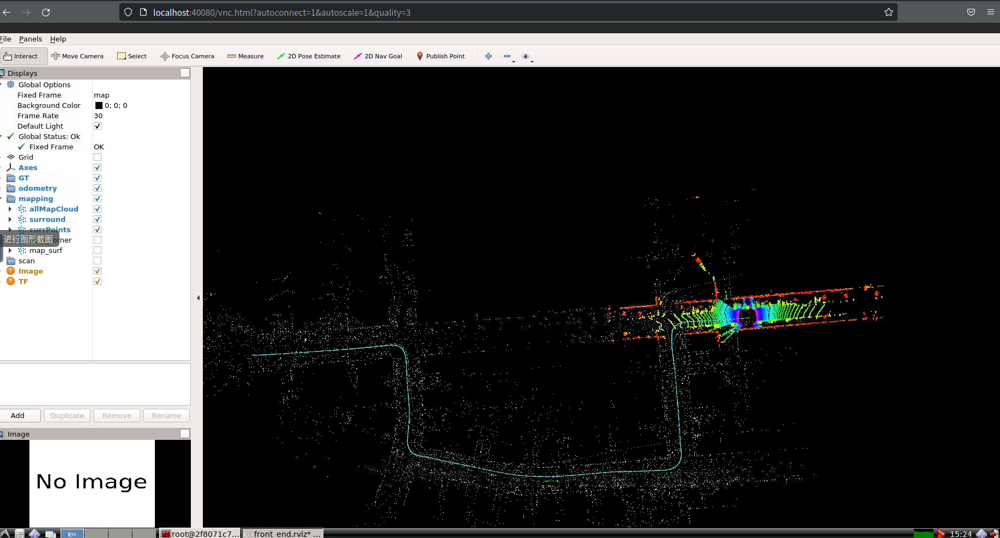 localhost:40080/vnc.html?autoconnect=1&autoscale=1&quality=3
File Panels Help
Interact Move Camera Select Focus Camera Measure 2D Pose Estimate 2D Nav Goal Publish Point
Displays
Global Options
Fixed Frame map
Background Color 0; 0; 0
Frame Rate 30
Default Light
Global Status: Ok
Fixed Frame OK
Grid
Axes
GT
odometry
mapping
allMapCloud
surround
currPoints
进行图形截图 orner
map_surf
scan
Image
TF
Add Duplicate Remove Rename
Image
No Image
RViz root@2f8071c7... RViz front_end.rviz* ... 15:24